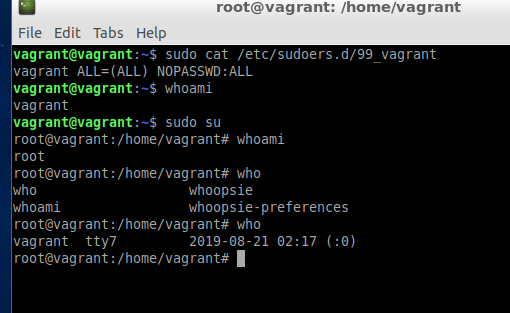 root@vagrant: /home/vagrant
File Edit Tabs Help
vagrant@vagrant:~$ sudo cat /etc/sudoers.d/99_vagrant
vagrant ALL=(ALL) NOPASSWD:ALL
vagrant@vagrant:~$ whoami
vagrant
vagrant@vagrant:~$ sudo su
root@vagrant:/home/vagrant# whoami
root
root@vagrant:/home/vagrant# who
who                   whoopsie
whoami                whoopsie-preferences
root@vagrant:/home/vagrant# who
vagrant  tty7         2019-08-21 02:17 (:0)
root@vagrant:/home/vagrant#